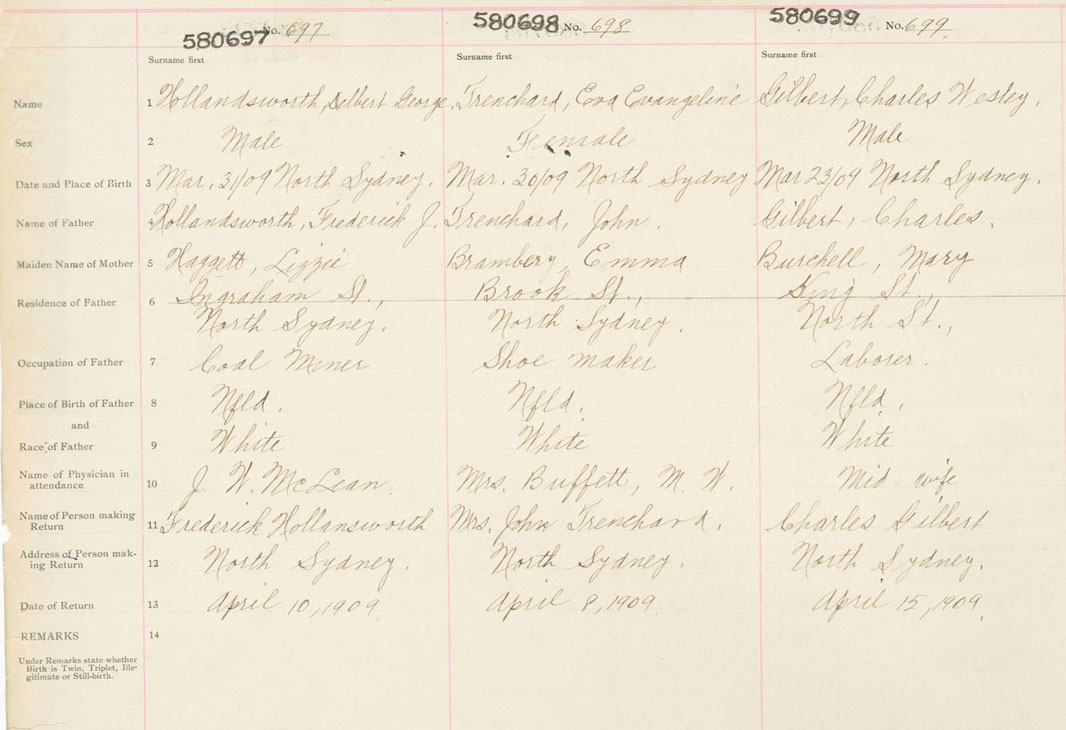 580697 No. 697 580698 No. 698 580699 No. 699
Surname first Surname first Surname first
Name 1 Hollandsworth, Delbert George. Trenchard, Eva Evangeline Gilbert, Charles Wesley.
Sex 2 Male Female Male
Date and Place of Birth 3 Mar. 31/09 North Sydney. Mar. 30/09 North Sydney Mar 23/09 North Sydney.
Name of Father 4 Hollandsworth, Frederick J. Trenchard, John. Gilbert, Charles.
Maiden Name of Mother 5 Haggett, Lizzie Brambery, Emma Burchell, Mary
Residence of Father 6 Ingraham St., Brook St., King St.,
North Sydney. North Sydney. North St.,
Occupation of Father 7 Coal Miner Shoe maker Laborer.
Place of Birth of Father 8 Nfld. Nfld. Nfld.
and
Race of Father 9 White White White
Name of Physician in
attendance 10 J. W. McLean. Mrs. Buffett, M. W. Mid-wife
Name of Person making
Return 11 Frederick Hollansworth Mrs. John Trenchard. Charles Gilbert
Address of Person mak-
ing Return 12 North Sydney. North Sydney. North Sydney.
Date of Return 13 April 10, 1909. April 8, 1909. April 15, 1909.
REMARKS 14
Under Remarks state whether
Birth is Twin, Triplet, Ille-
gitimate or Still-birth.